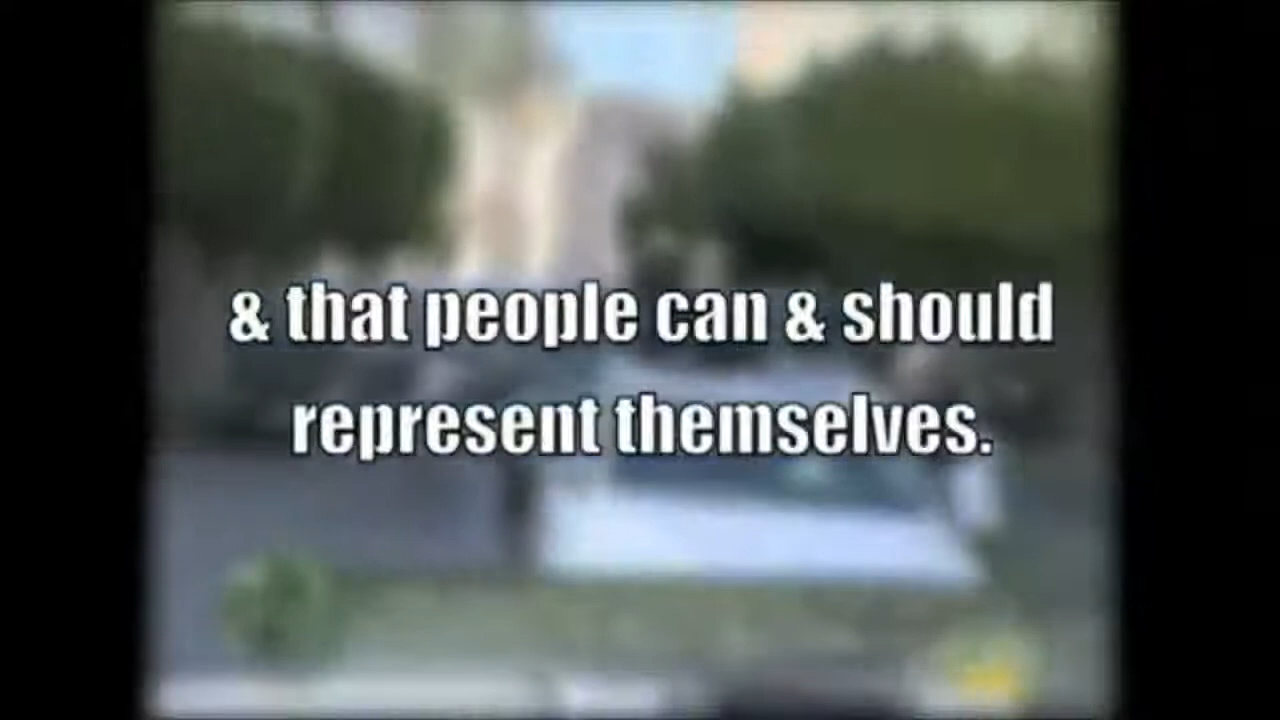 & that people can & should
represent themselves.